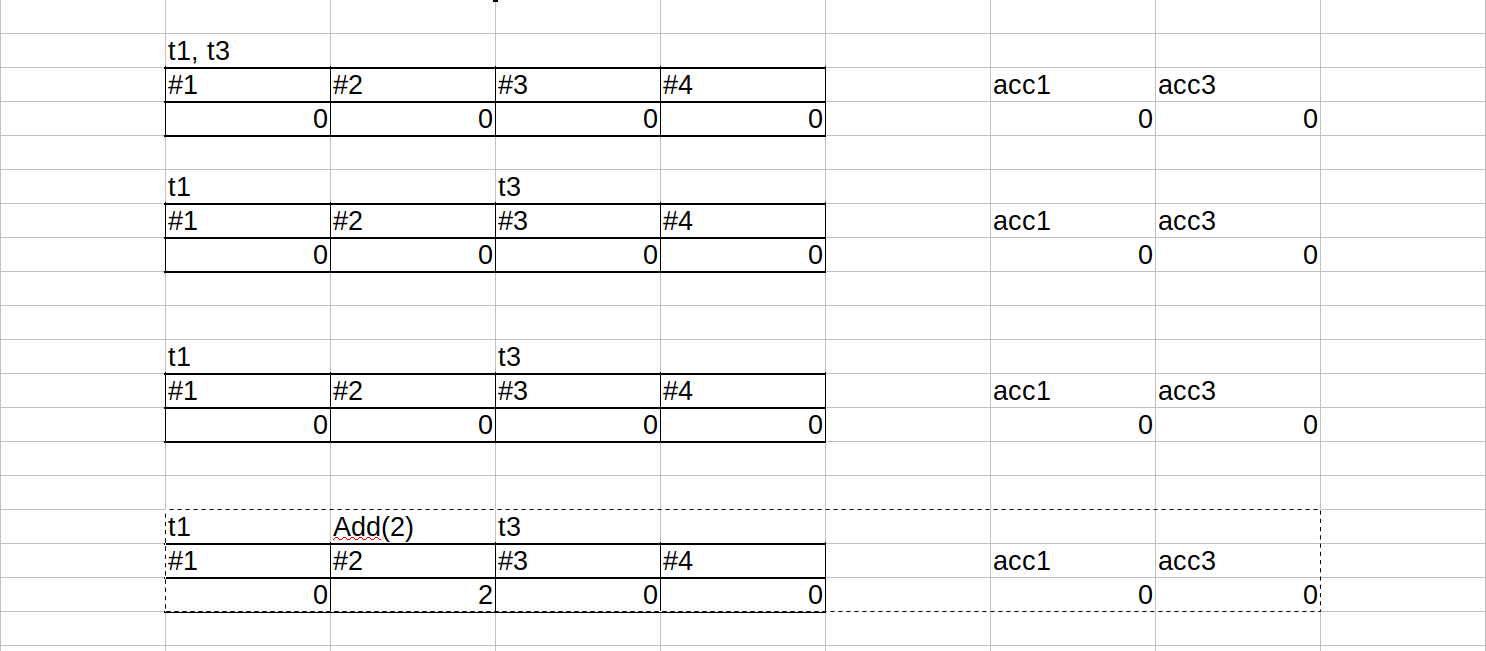 t1, t3
#1 #2 #3 #4 acc1 acc3
0 0 0 0 0 0
t1 t3
#1 #2 #3 #4 acc1 acc3
0 0 0 0 0 0
t1 t3
#1 #2 #3 #4 acc1 acc3
0 0 0 0 0 0
t1 Add(2) t3
#1 #2 #3 #4 acc1 acc3
0 2 0 0 0 0